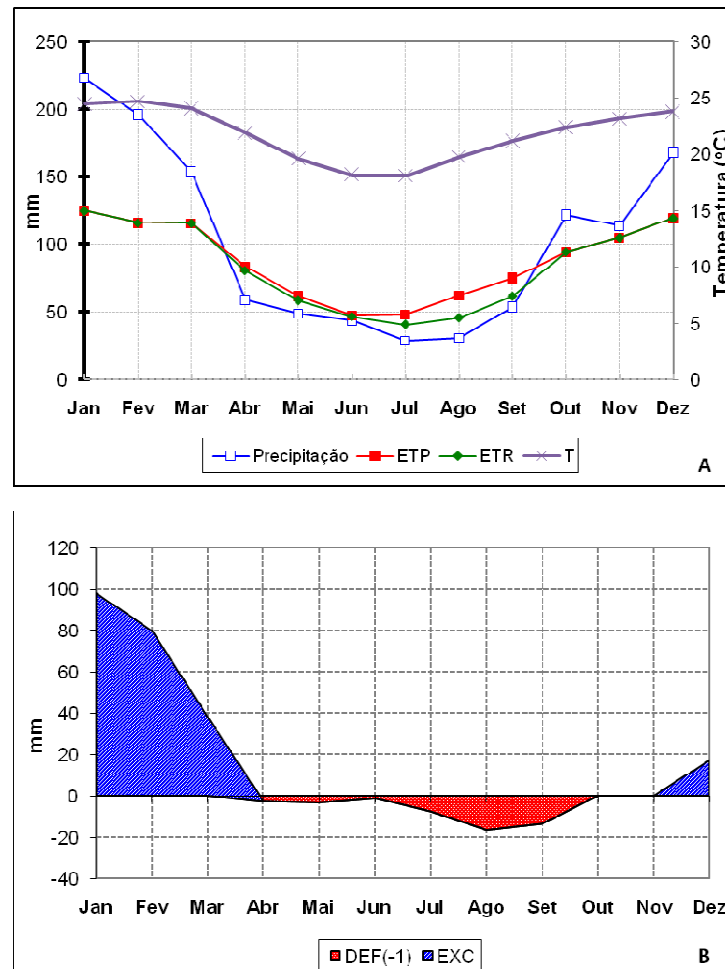 250
200
150
100
50
0
mm
30
25
20
15
10
5
0
Temperatura (ºC)
Jan Fev Mar Abr Mai Jun Jul Ago Set Out Nov Dez
Precipitação ETP ETR T
A
120
100
80
60
40
20
0
-20
-40
mm
Jan Fev Mar Abr Mai Jun Jul Ago Set Out Nov Dez
DEF(-1) EXC
B